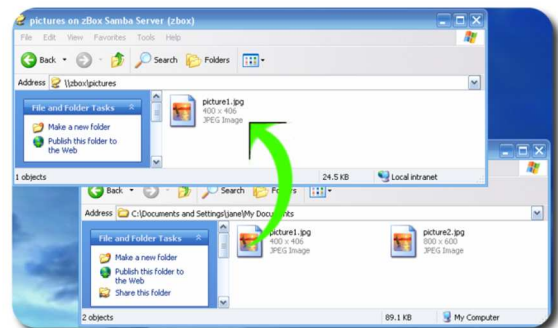 pictures on zBox Samba Server (zbox)
File Edit View Favorites Tools Help
Back Search Folders
Address \\zbox\pictures
File and Folder Tasks
Make a new folder
Publish this folder to
the Web
picture1.jpg
400 x 406
JPEG Image
1 objects 24.5 KB Local intranet
Back Search
Address C:\Documents and Settings\jane\My Documents
File and Folder Tasks
Make a new folder
Publish this folder to
the Web
Share this folder
picture1.jpg
400 x 406
JPEG Image
picture2.jpg
800 x 600
JPEG Image
2 objects 89.1 KB My Computer